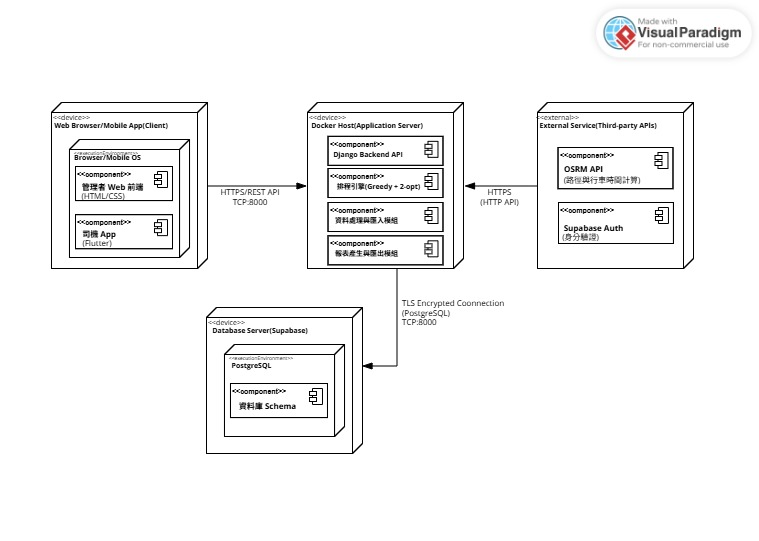 Made with
VisualParadigm
For non-commercial use
<<device>>
Web Browser/Mobile App(Client)
<<executionEnvironment>>
Browser/Mobile OS
<<component>>
管理者 Web 前端
(HTML/CSS)
<<component>>
司機 App
(Flutter)
HTTPS/REST API
TCP:8000
<<device>>
Docker Host(Application Server)
<<component>>
Django Backend API
<<component>>
排程引擎(Greedy + 2-opt)
<<component>>
資料處理與匯入模組
<<component>>
報表產生與匯出模組
HTTPS
(HTTP API)
<<external>>
External Service(Third-party APIs)
<<component>>
OSRM API
(路徑與行車時間計算)
<<component>>
Supabase Auth
(身分驗證)
TLS Encrypted Coonnection
(PostgreSQL)
TCP:8000
<<device>>
Database Server(Supabase)
<<executionEnvironment>>
PostgreSQL
<<component>>
資料庫 Schema